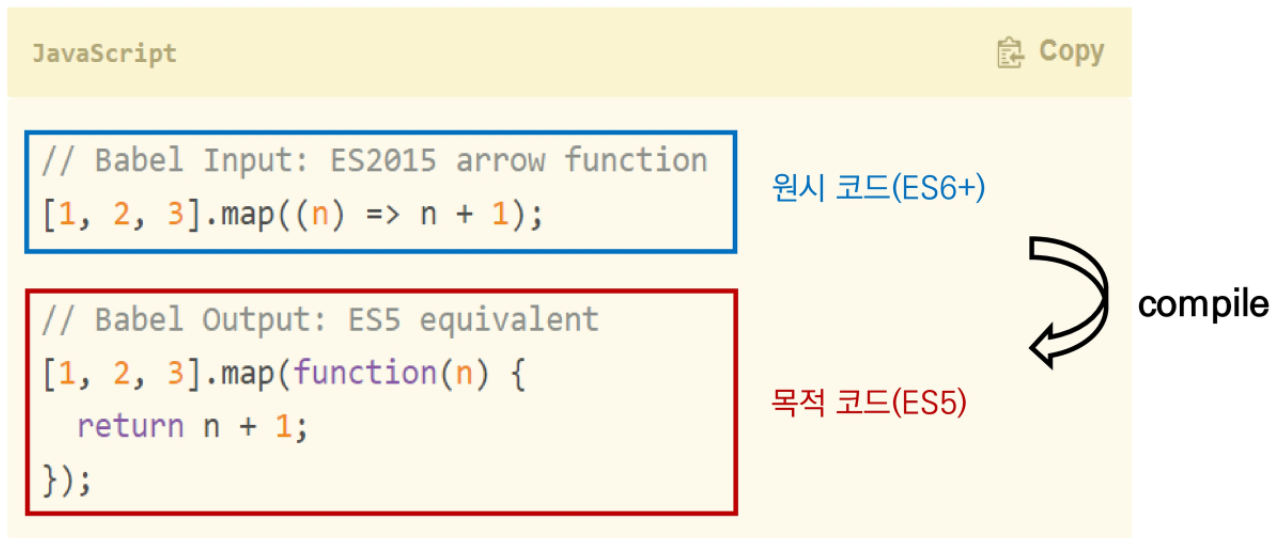 JavaScript
Copy
// Babel Input: ES2015 arrow function
[1, 2, 3].map((n) => n + 1);
원시 코드(ES6+)
compile
// Babel Output: ES5 equivalent
[1, 2, 3].map(function(n) {
  return n + 1;
});
목적 코드(ES5)